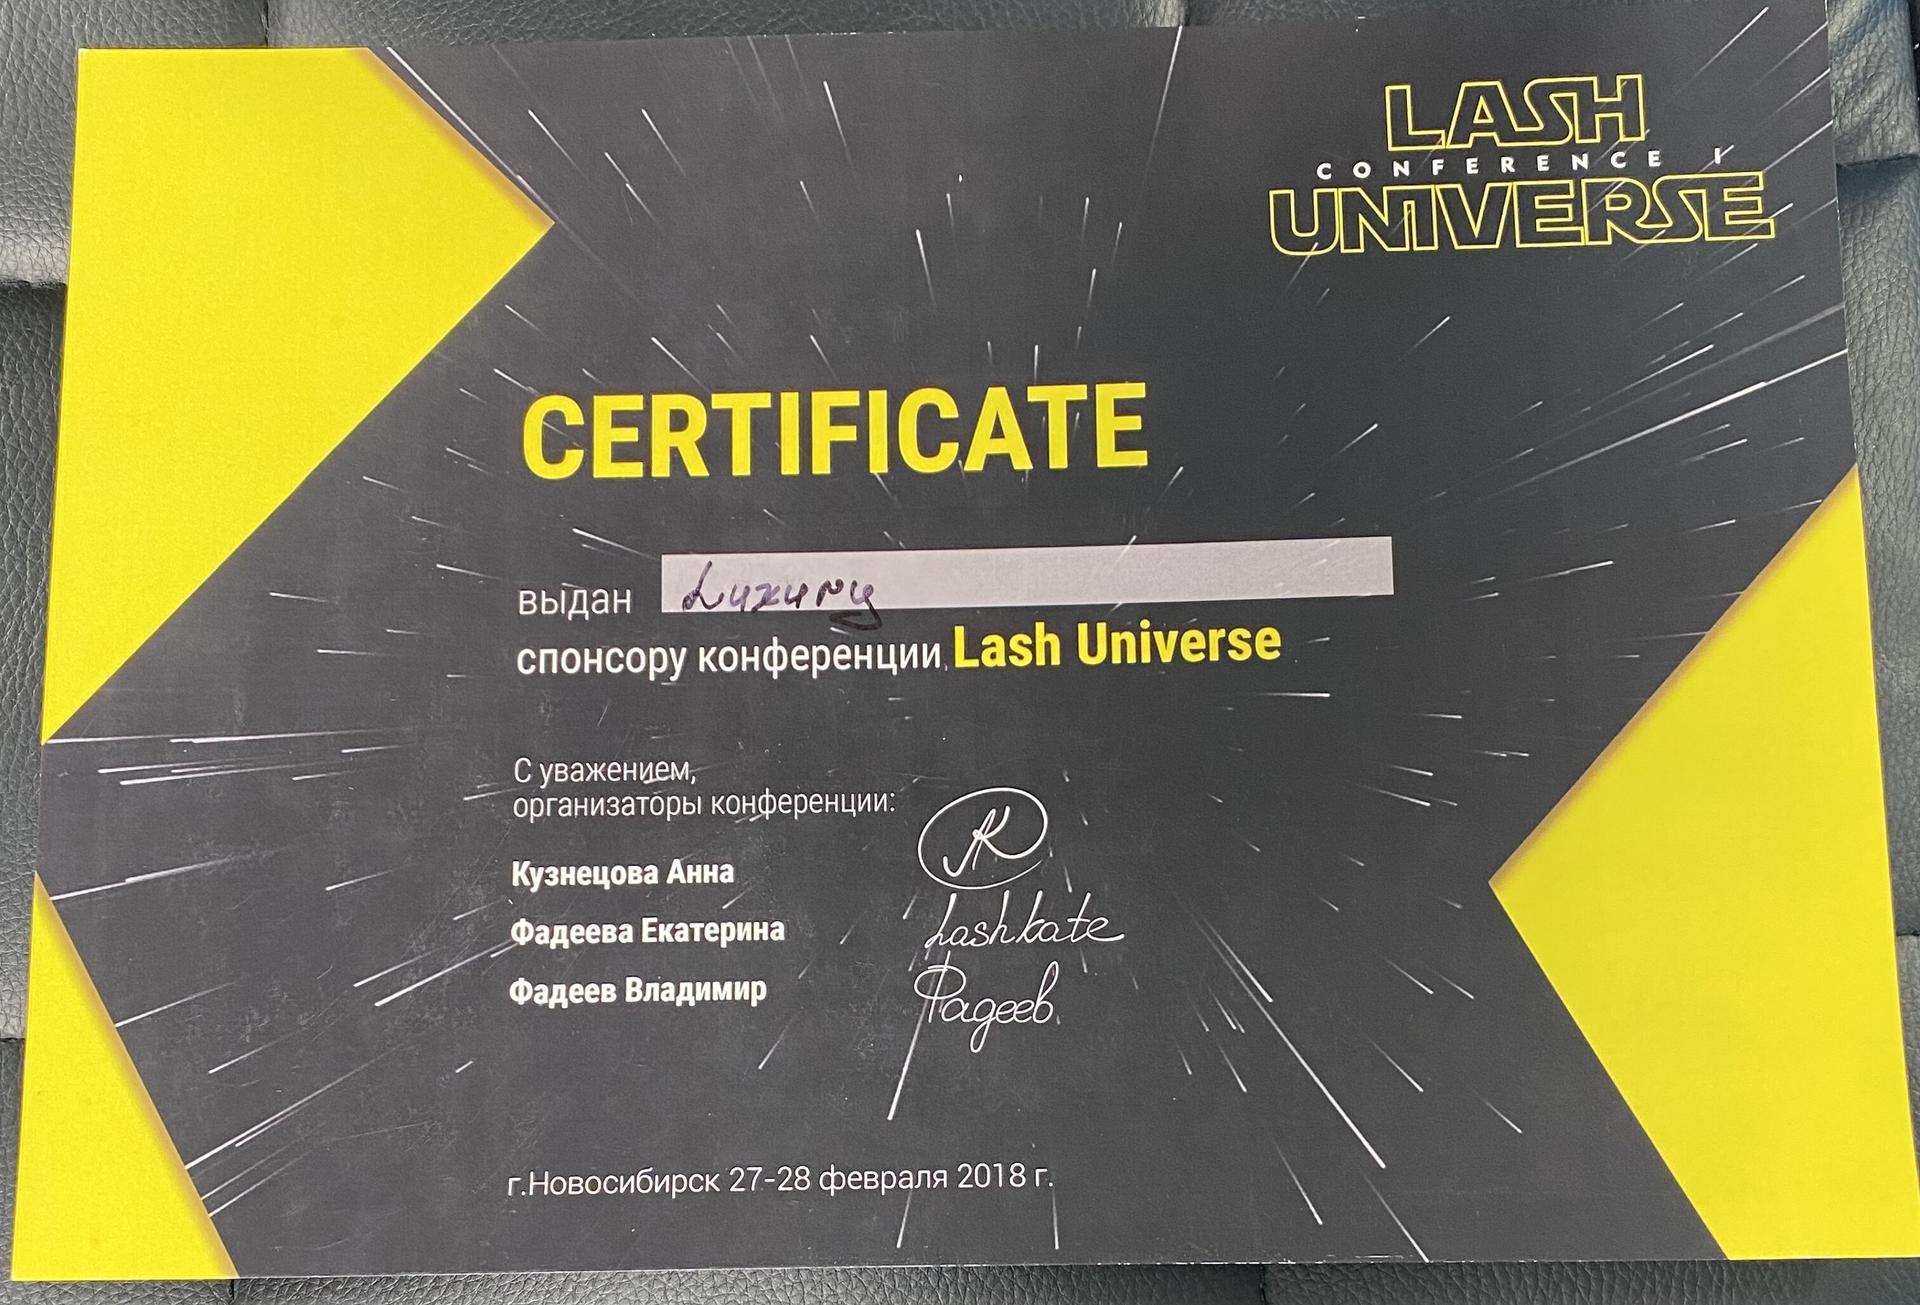 LASH
CONFERENCE I
UNIVERSE
CERTIFICATE
выдан Luxury
спонсору конференции Lash Universe
С уважением,
организаторы конференции:
Кузнецова Анна
Фадеева Екатерина
Lashkate
Фадеев Владимир
Фадеев
г.Новосибирск 27-28 февраля 2018 г.